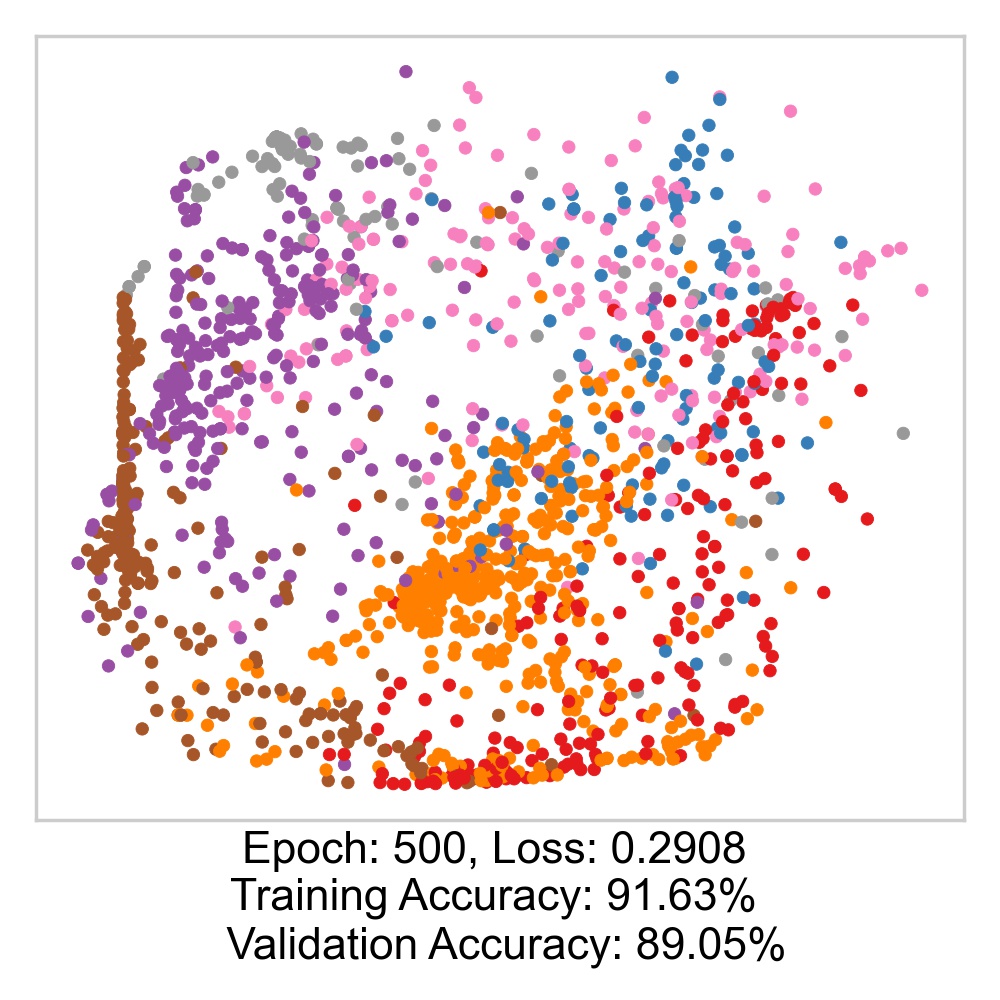 Epoch: 500, Loss: 0.2908
Training Accuracy: 91.63%
Validation Accuracy: 89.05%